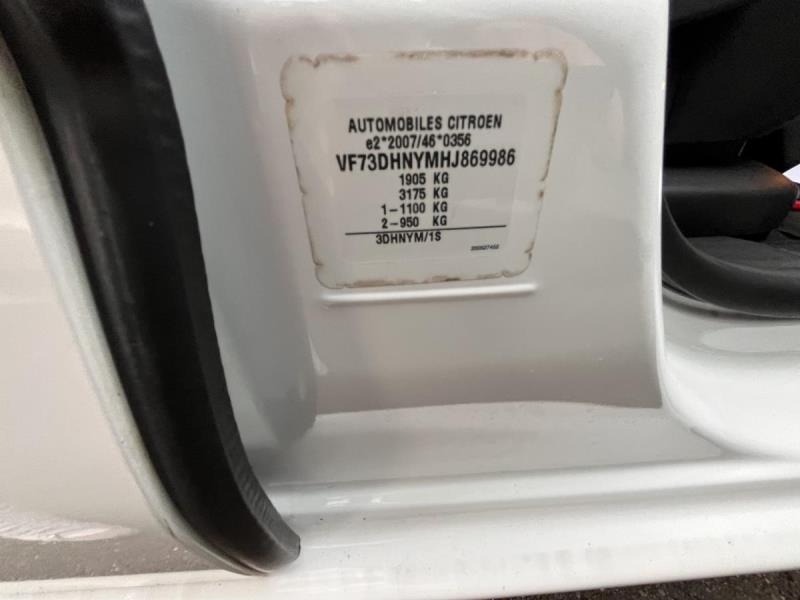 AUTOMOBILES CITROEN
e2*2007/46*0356
VF73DHNYMHJ869986
1905 KG
3175 KG
1-1100 KG
2-950 KG
3DHNYM/1S